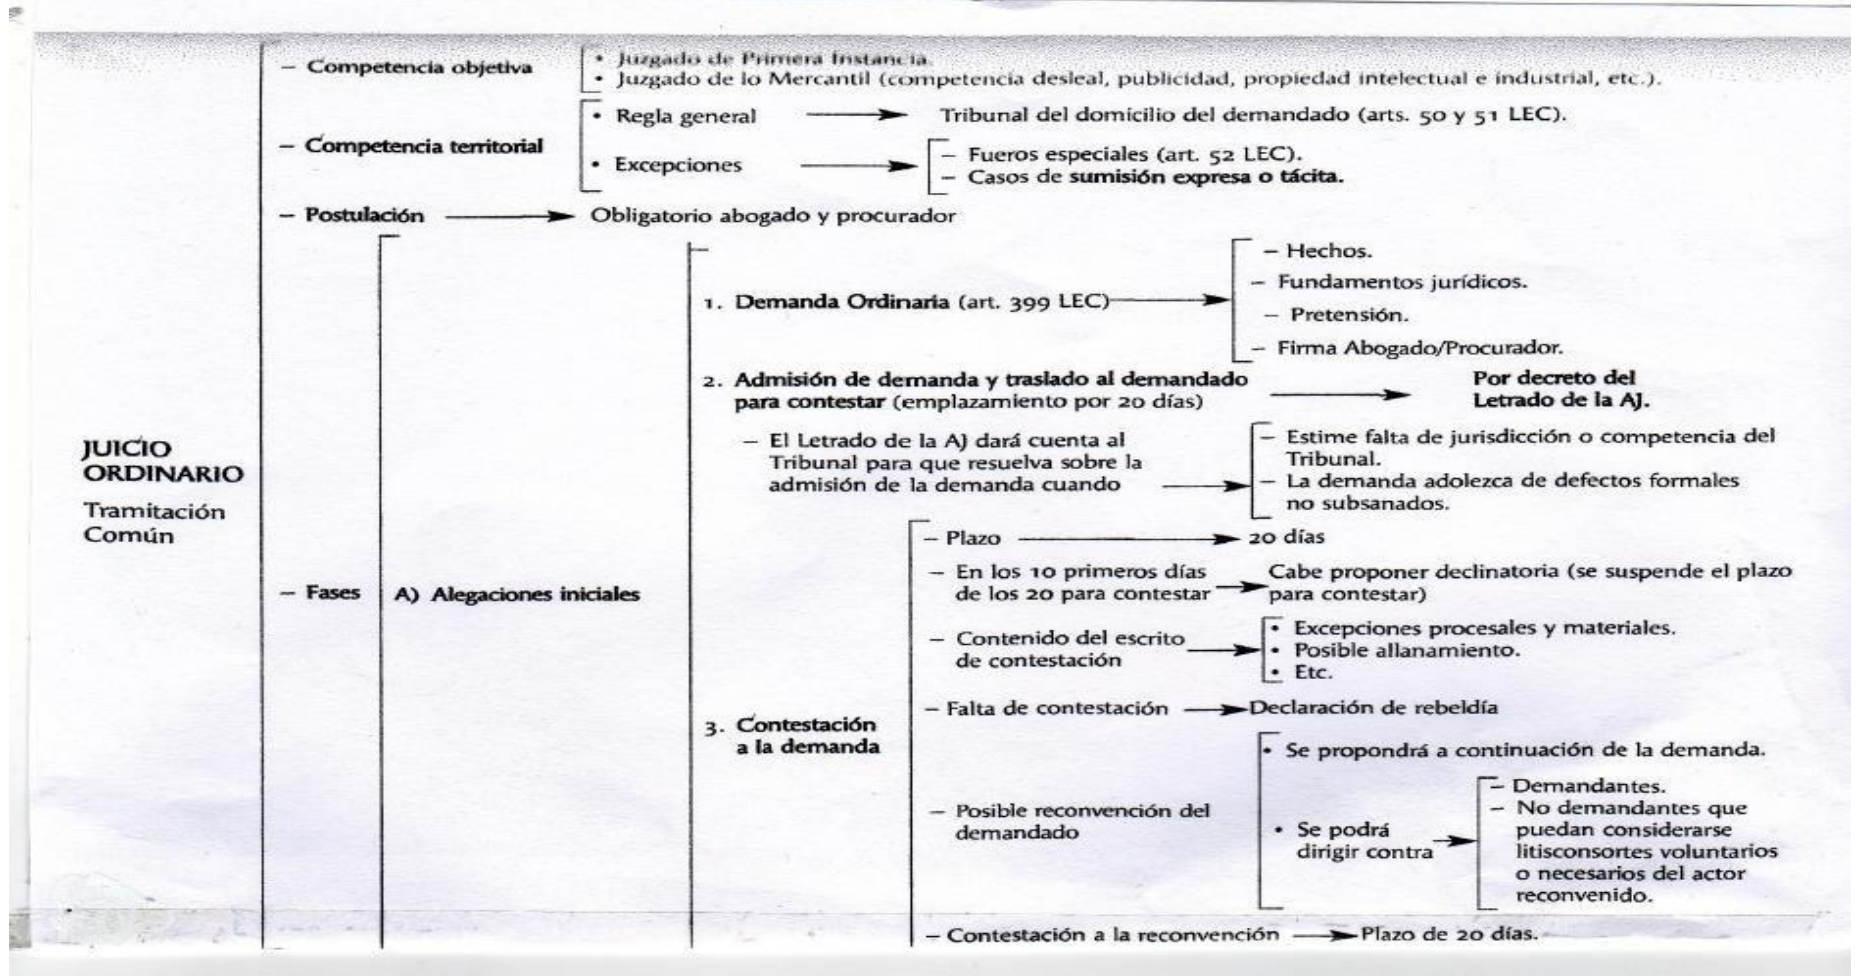 – Competencia objetiva
• Juzgado de Primera Instancia.
• Juzgado de lo Mercantil (competencia desleal, publicidad, propiedad intelectual e industrial, etc.).
– Competencia territorial
• Regla general
Tribunal del domicilio del demandado (arts. 50 y 51 LEC).
• Excepciones
– Fueros especiales (art. 52 LEC).
– Casos de sumisión expresa o tácita.
– Postulación
Obligatorio abogado y procurador
JUICIO
ORDINARIO
Tramitación
Común
– Fases
A) Alegaciones iniciales
1. Demanda Ordinaria (art. 399 LEC)
– Hechos.
– Fundamentos jurídicos.
– Pretensión.
– Firma Abogado/Procurador.
2. Admisión de demanda y traslado al demandado
para contestar (emplazamiento por 20 días)
Por decreto del
Letrado de la AJ.
– El Letrado de la AJ dará cuenta al
Tribunal para que resuelva sobre la
admisión de la demanda cuando
– Estime falta de jurisdicción o competencia del
Tribunal.
– La demanda adolezca de defectos formales
no subsanados.
3. Contestación
a la demanda
– Plazo
20 días
– En los 10 primeros días
de los 20 para contestar
Cabe proponer declinatoria (se suspende el plazo
para contestar)
– Contenido del escrito
de contestación
• Excepciones procesales y materiales.
• Posible allanamiento.
• Etc.
– Falta de contestación
Declaración de rebeldía
– Posible reconvención del
demandado
• Se propondrá a continuación de la demanda.
• Se podrá
dirigir contra
– Demandantes.
– No demandantes que
puedan considerarse
litisconsortes voluntarios
o necesarios del actor
reconvenido.
– Contestación a la reconvención
Plazo de 20 días.